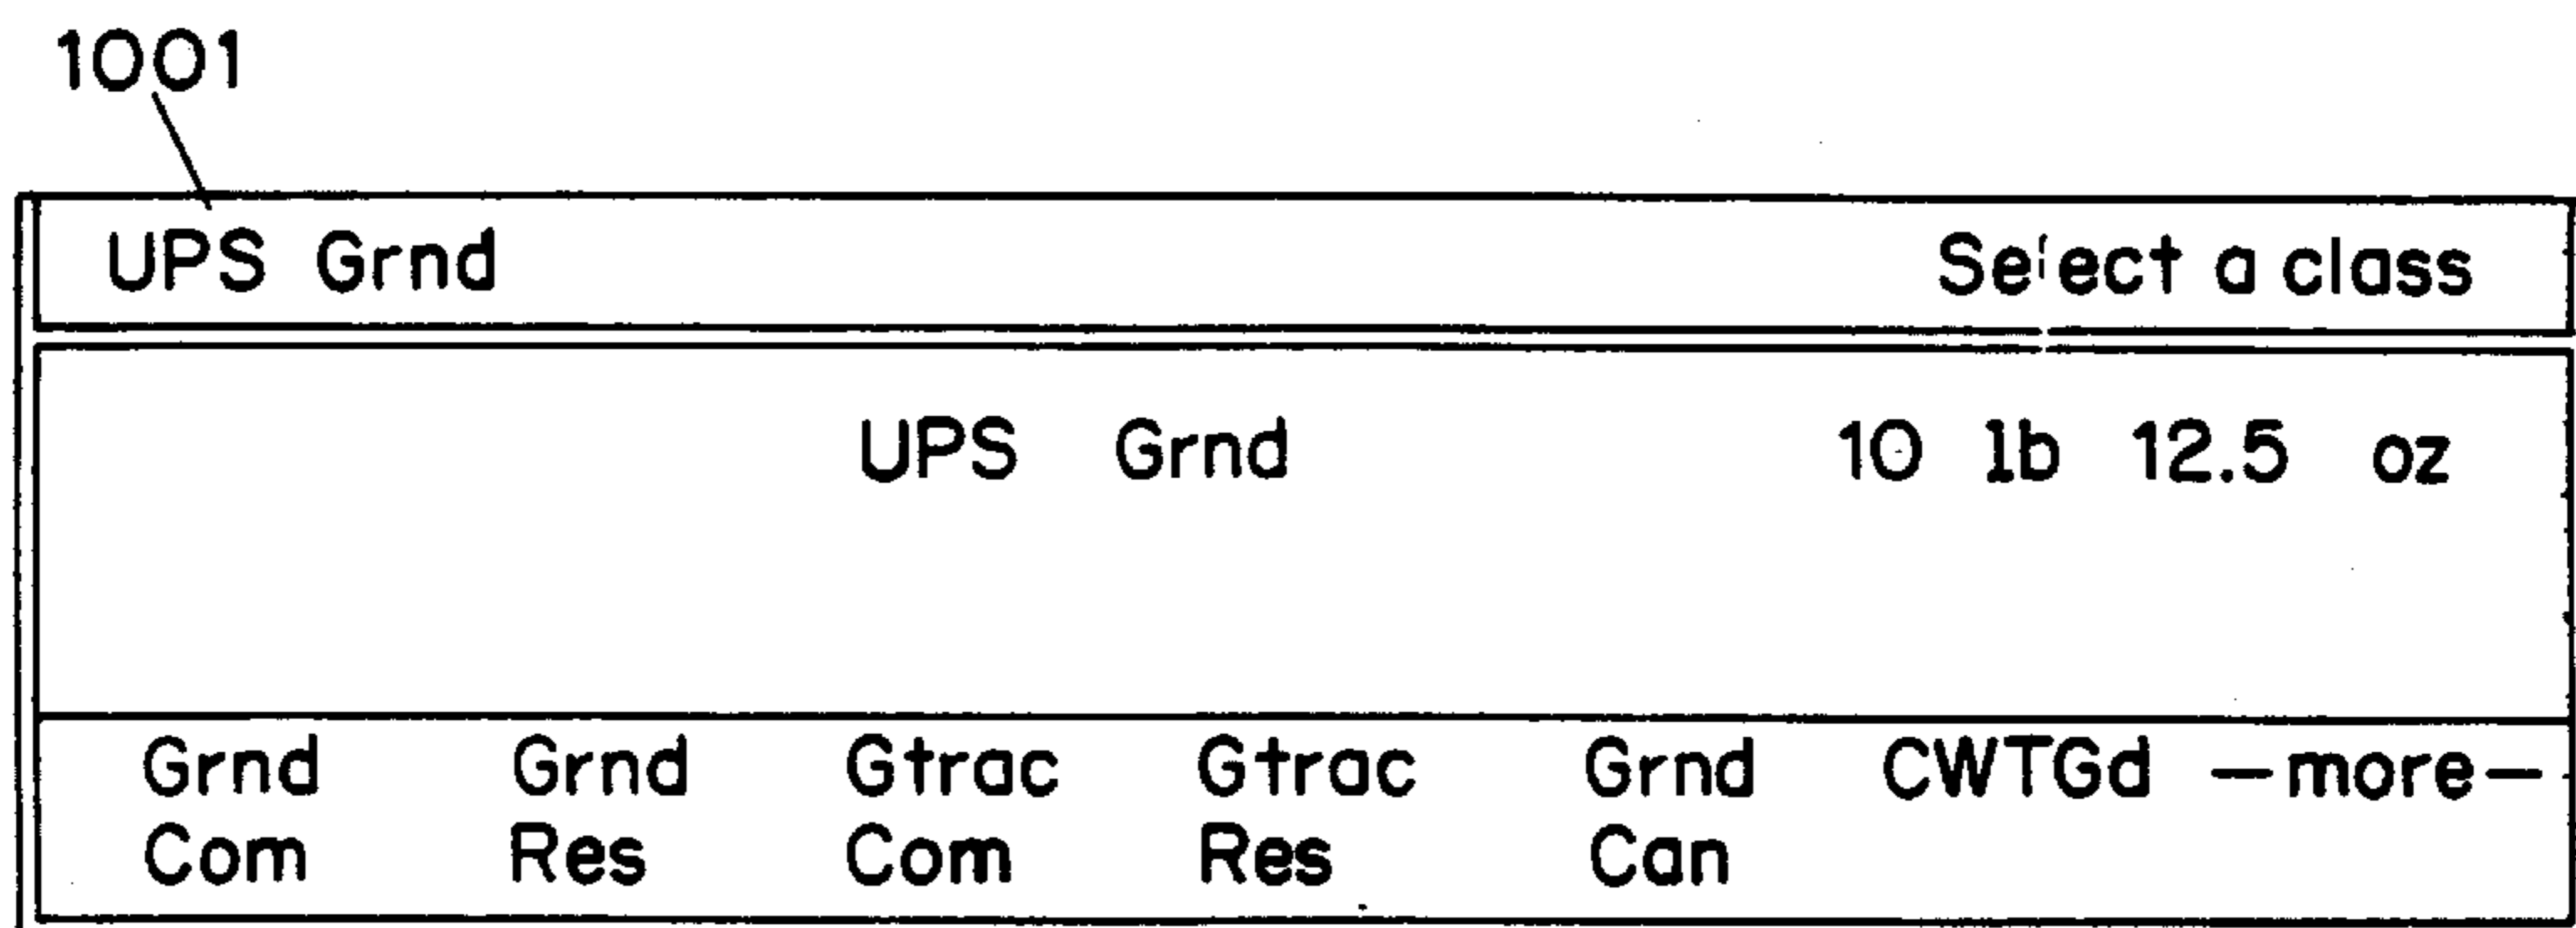 1001
UPS Grnd Select a class
UPS Grnd 10 lb 12.5 oz
Grnd Grnd Gtrac Gtrac Grnd CWTGd —more—
Com Res Com Res Can